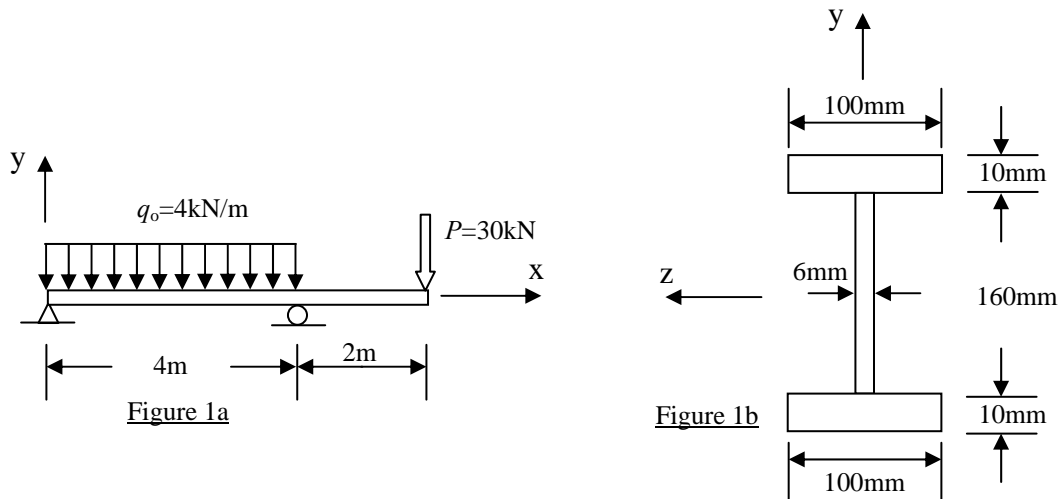 y
q₀=4kN/m
P=30kN
x
4m
2m
Figure 1a
y
100mm
10mm
6mm
z
160mm
10mm
Figure 1b
100mm